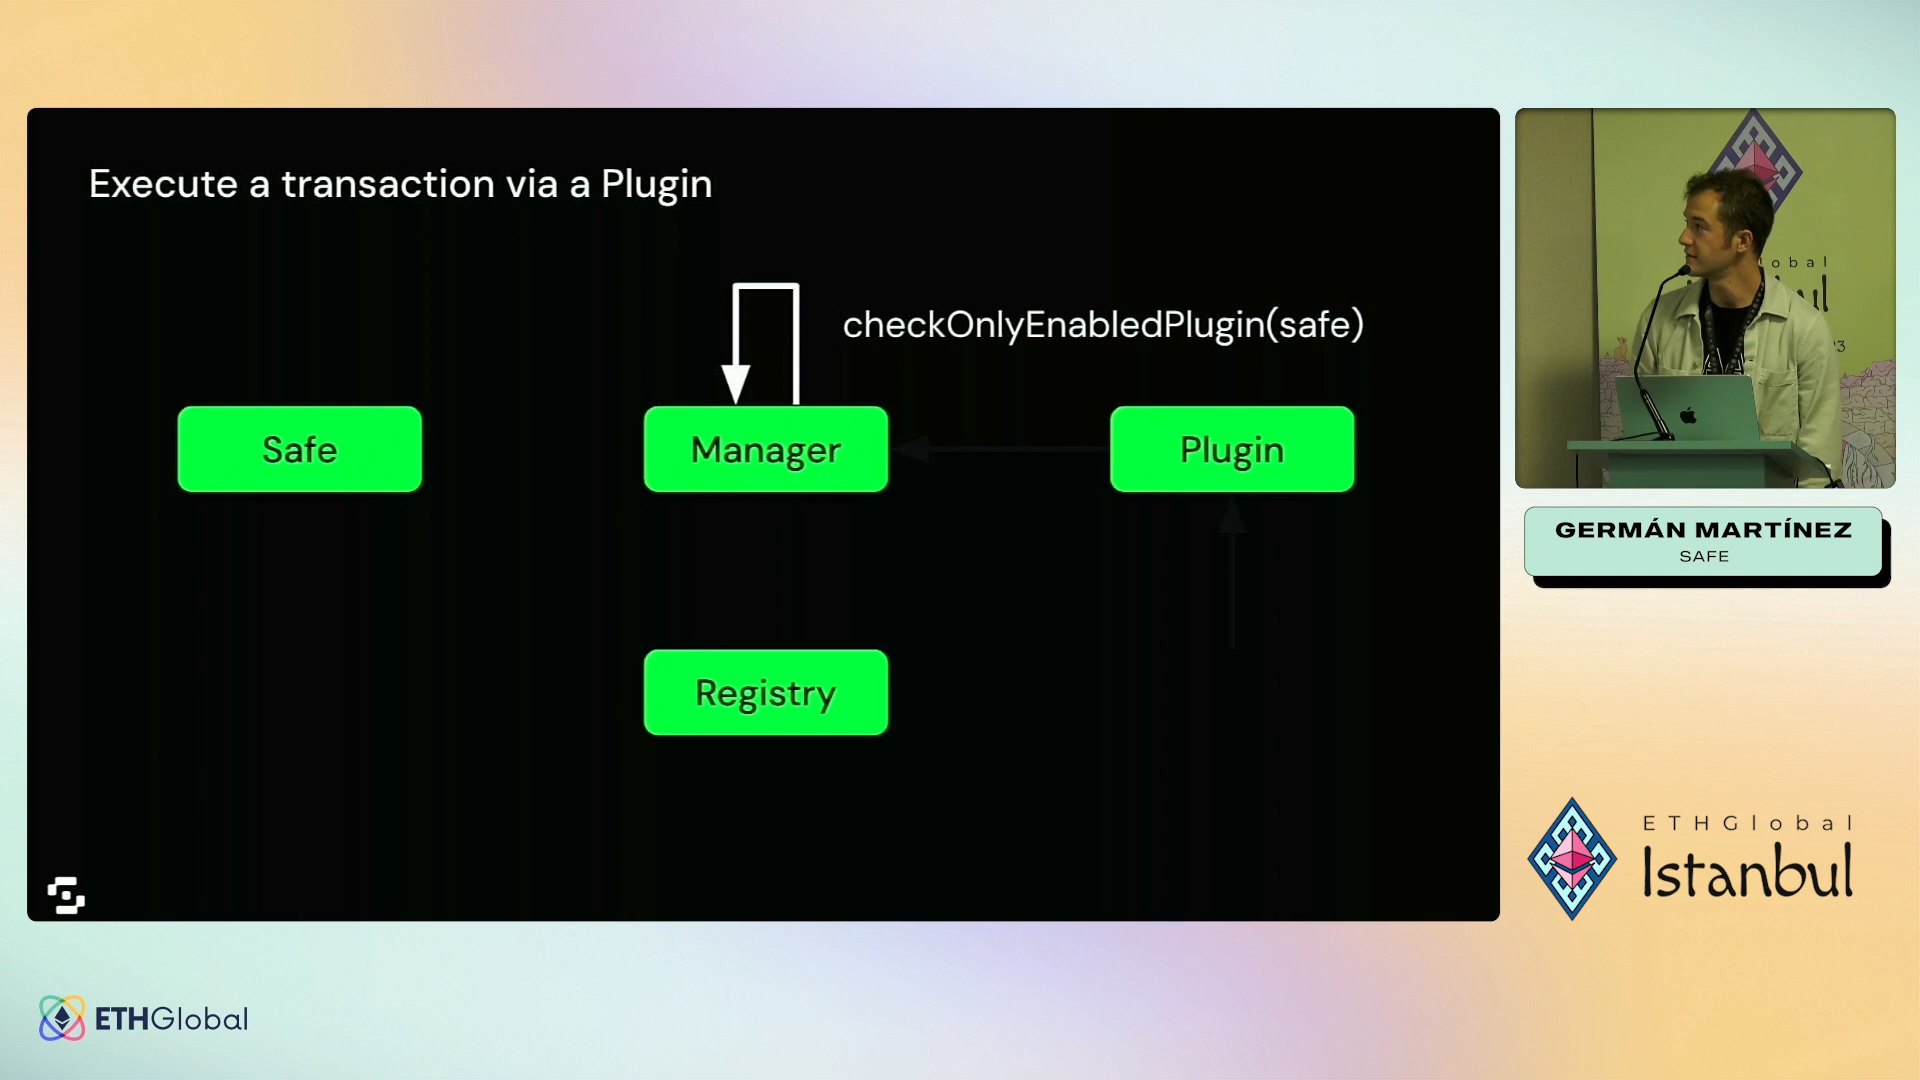 Execute a transaction via a Plugin
checkOnlyEnabledPlugin(safe)
Safe
Manager
Plugin
Registry
GERMÁN MARTÍNEZ
SAFE
ETHGlobal
Istanbul
ETHGlobal